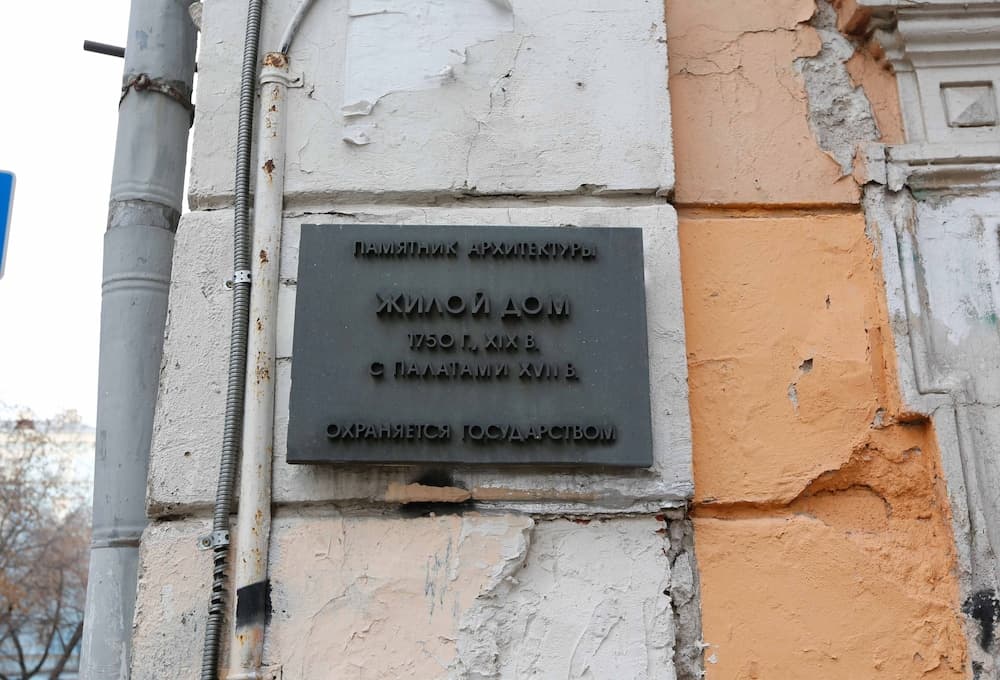 ПАМЯТНИК АРХИТЕКТУРЫ
ЖИЛОЙ ДОМ
1750 Г., XIX В.
С ПАЛАТАМИ XVII В.
ОХРАНЯЕТСЯ ГОСУДАРСТВОМ